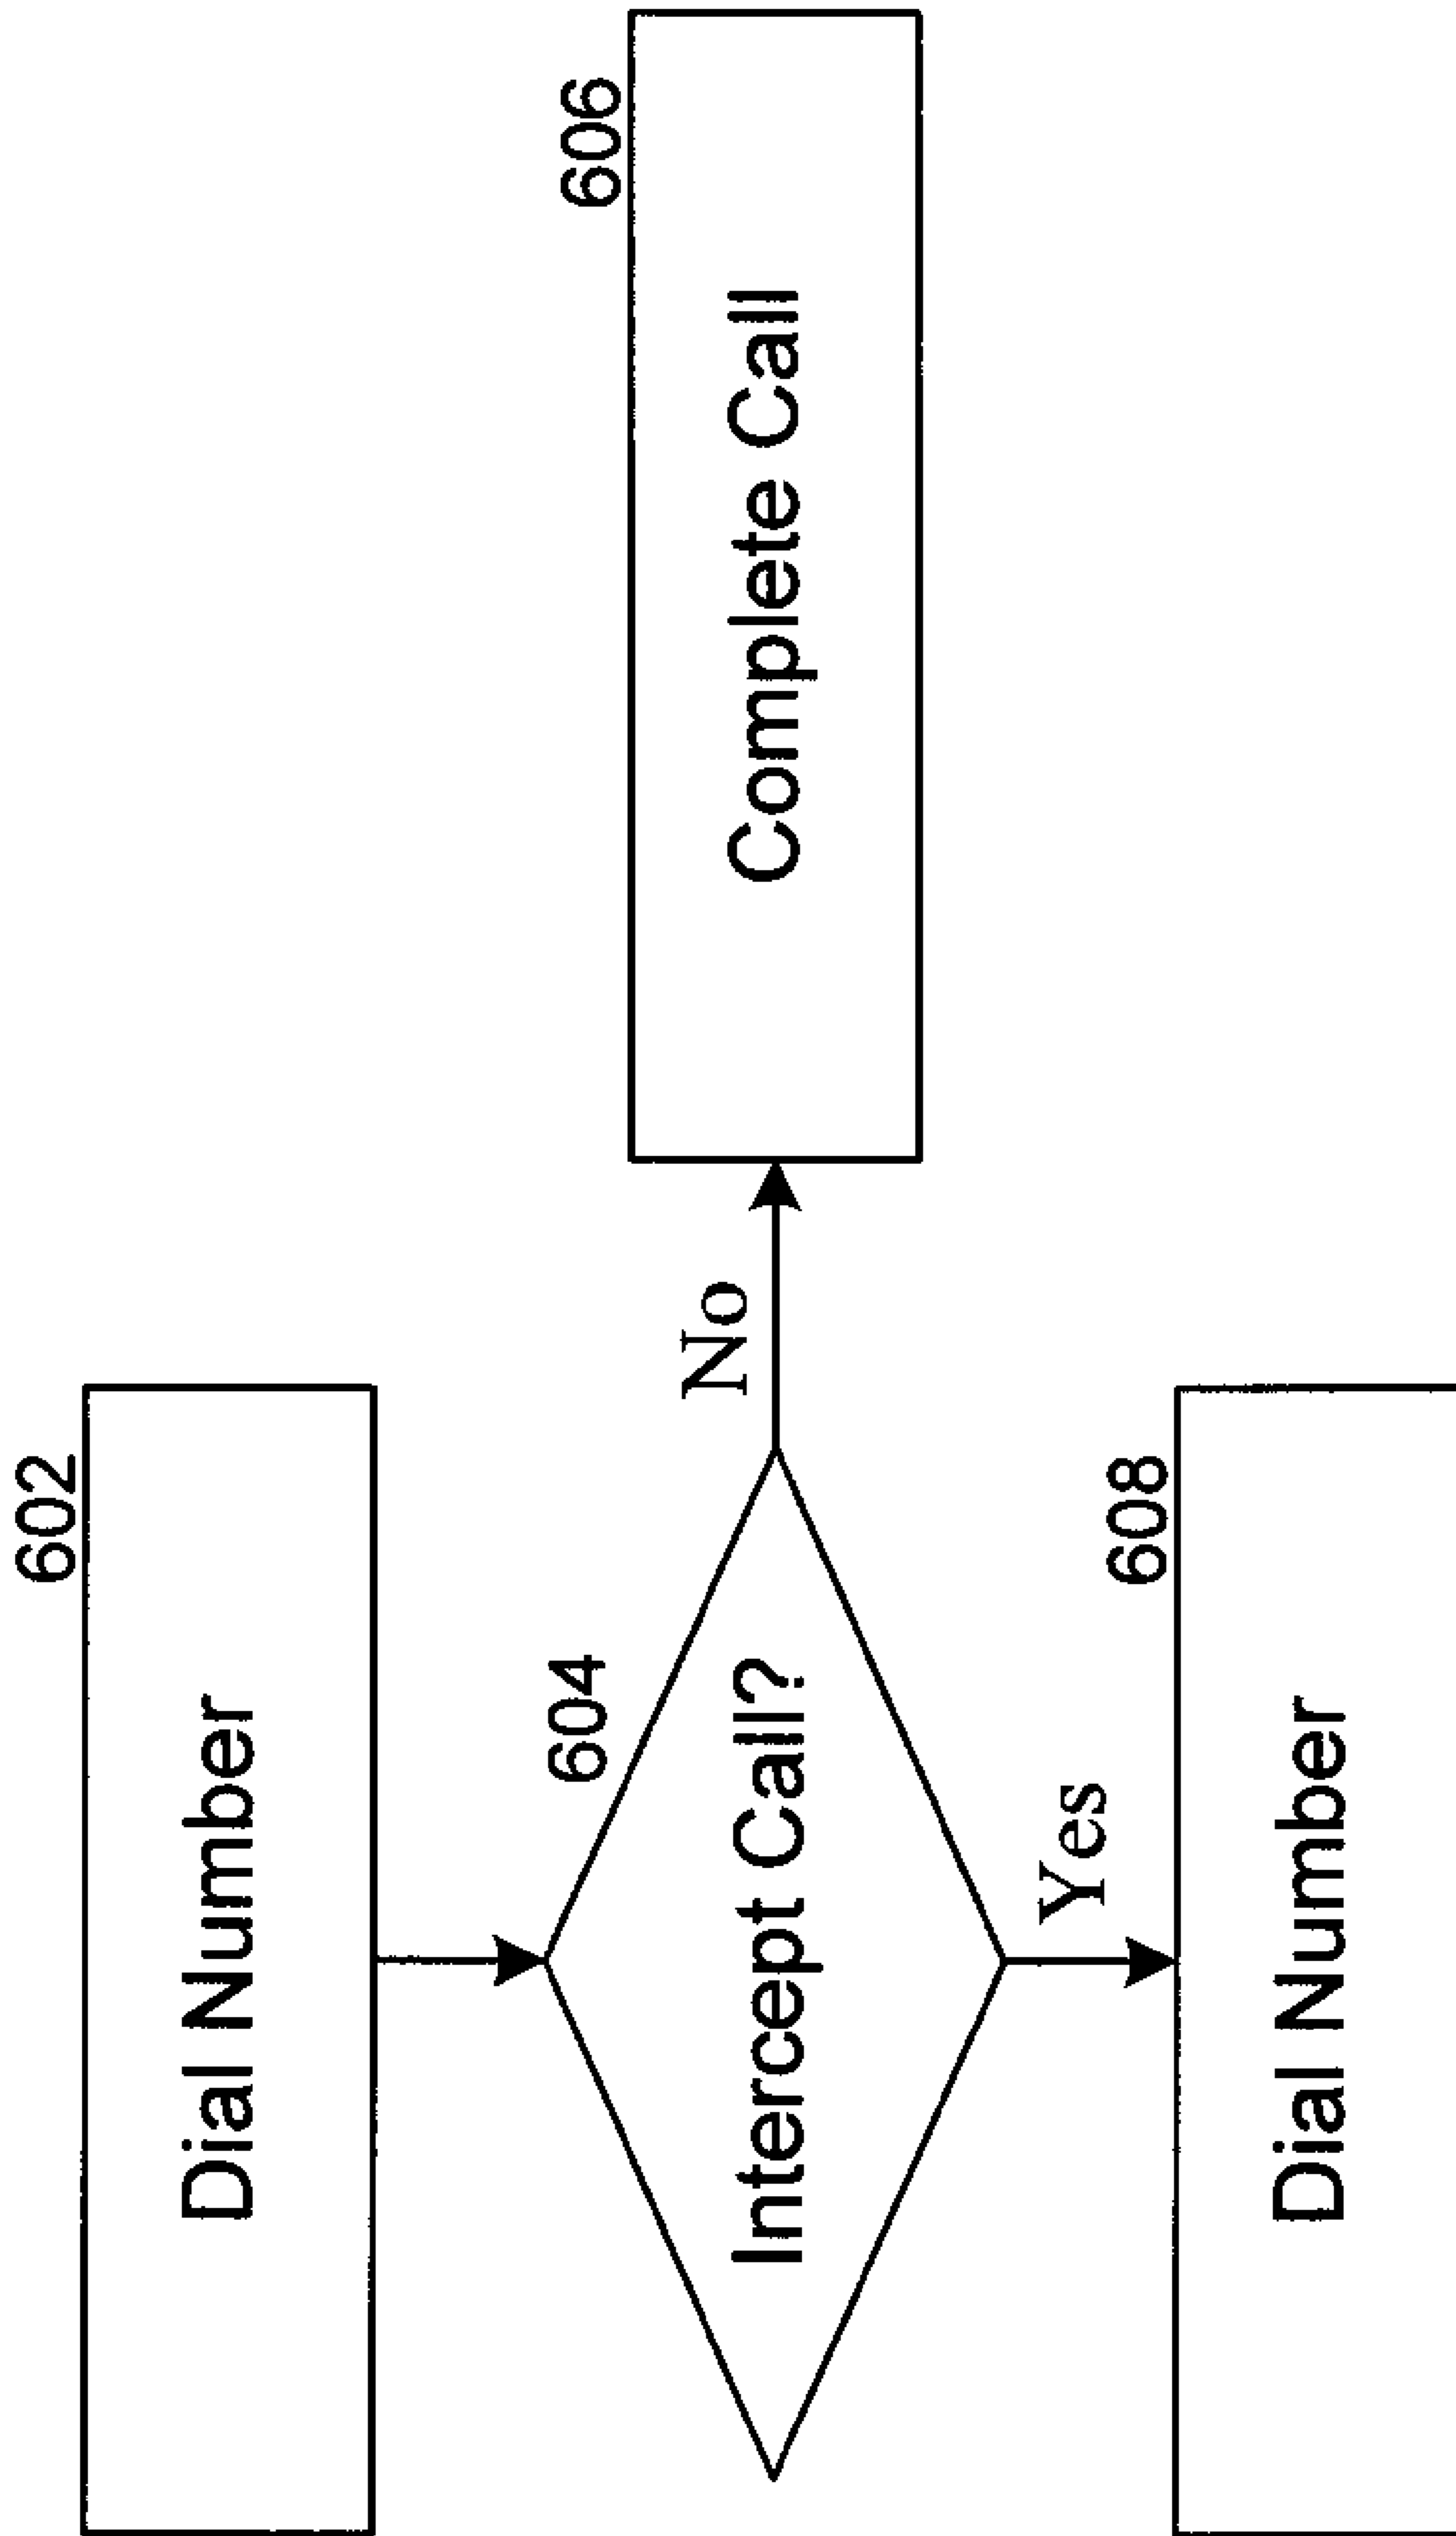 602
Dial Number
604
Intercept Call?
No
606
Complete Call
Yes
608
Dial Number